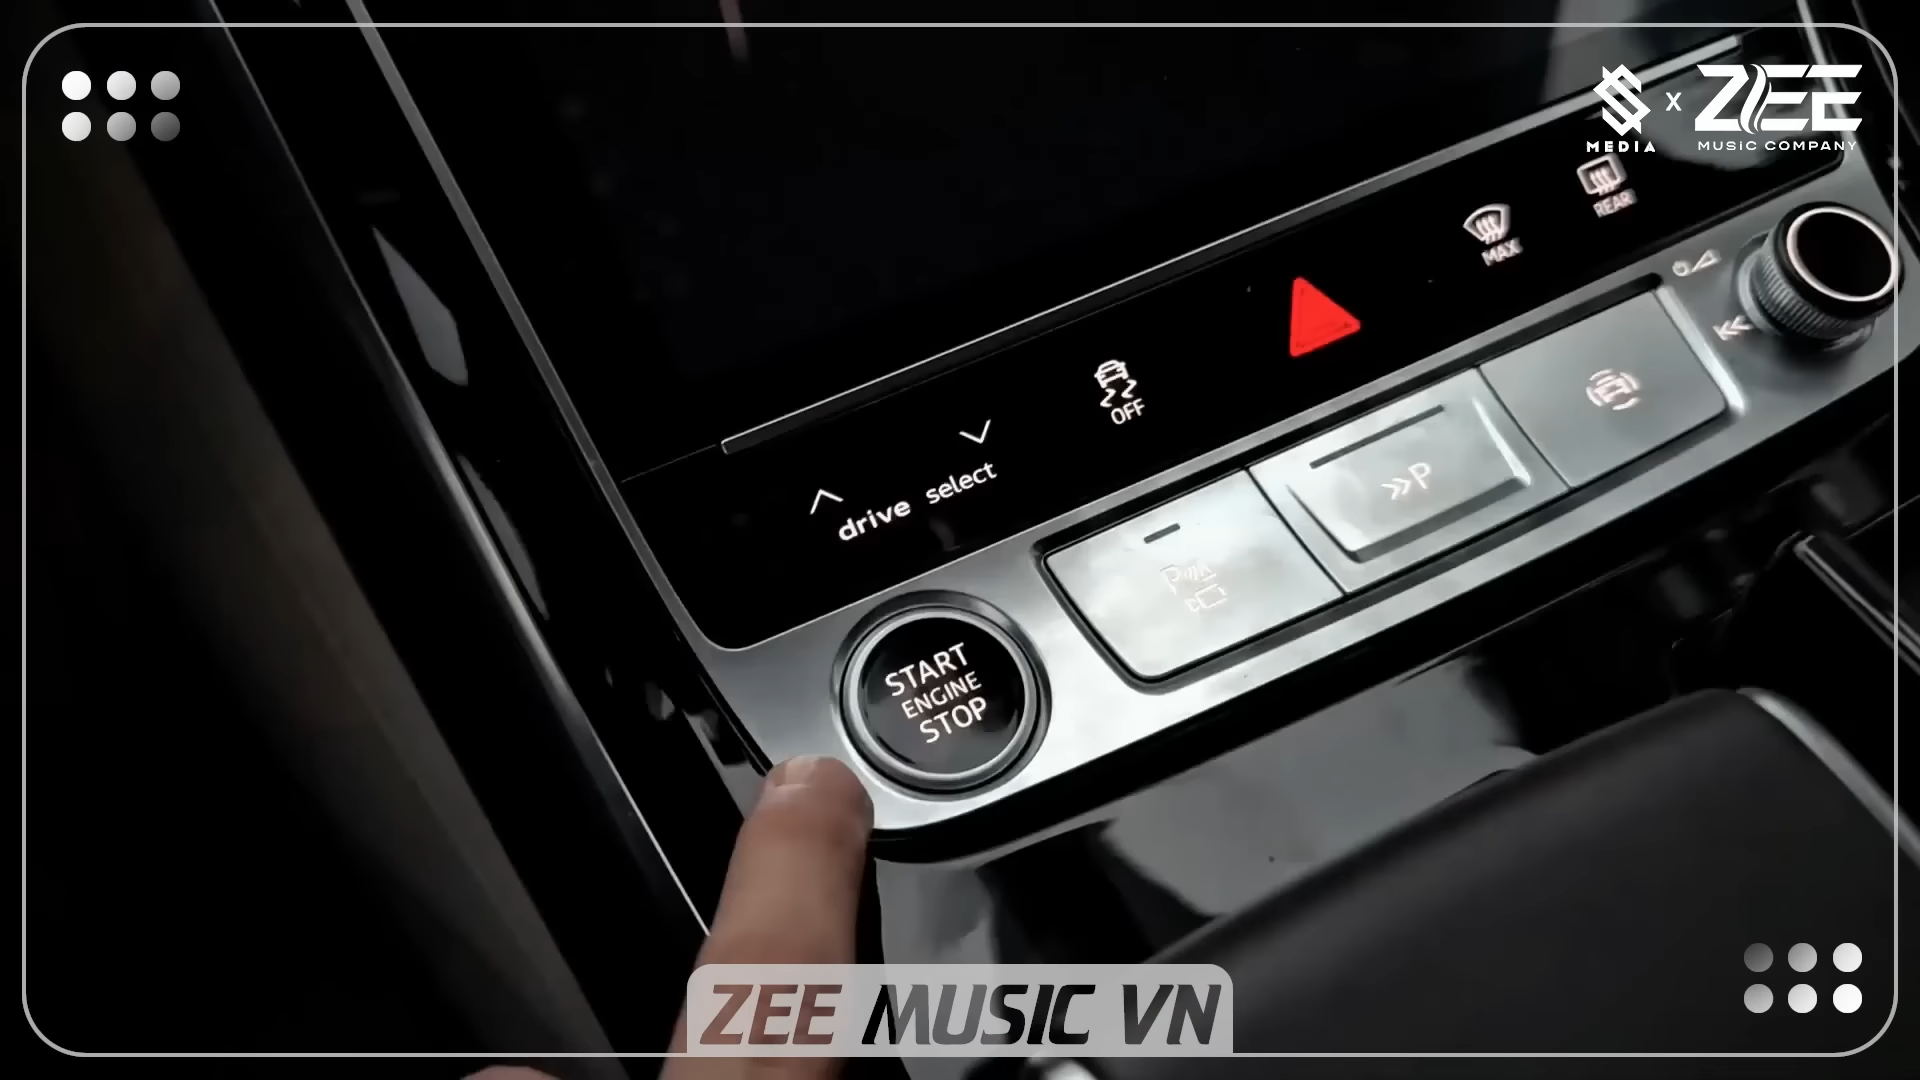 X
ZEE
MEDIA
MUSIC COMPANY
REAR
MAX
OFF
drive select
P
P
START
ENGINE
STOP
ZEE MUSIC VN